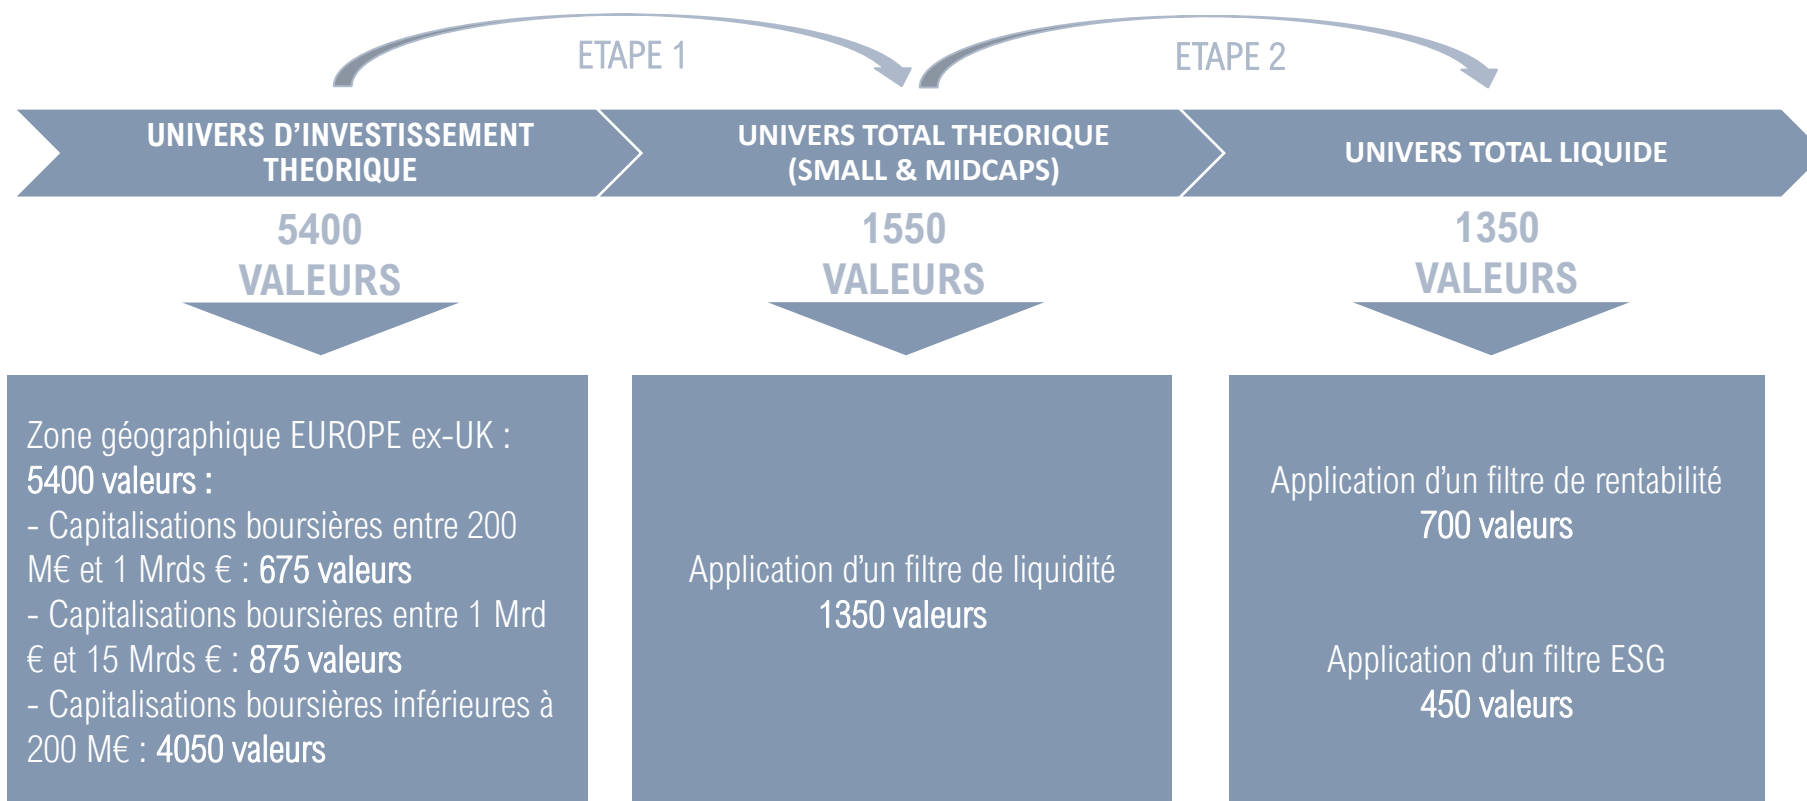 ETAPE 1
ETAPE 2
UNIVERS D'INVESTISSEMENT
THEORIQUE
UNIVERS TOTAL THEORIQUE
(SMALL & MIDCAPS)
UNIVERS TOTAL LIQUIDE
5400
VALEURS
1550
VALEURS
1350
VALEURS
Zone géographique EUROPE ex-UK :
5400 valeurs :
- Capitalisations boursières entre 200
M€ et 1 Mrds € : 675 valeurs
- Capitalisations boursières entre 1 Mrd
€ et 15 Mrds € : 875 valeurs
- Capitalisations boursières inférieures à
200 M€ : 4050 valeurs
Application d'un filtre de liquidité
1350 valeurs
Application d'un filtre de rentabilité
700 valeurs
Application d'un filtre ESG
450 valeurs